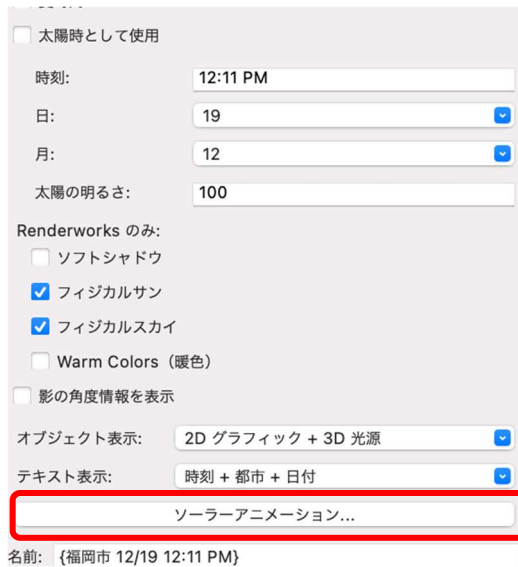 太陽時として使用
時刻: 12:11 PM
日: 19
月: 12
太陽の明るさ: 100
Renderworks のみ:
ソフトシャドウ
フィジカルサン
フィジカルスカイ
Warm Colors（暖色）
影の角度情報を表示
オブジェクト表示: 2D グラフィック + 3D 光源
テキスト表示: 時刻 + 都市 + 日付
ソーラーアニメーション...
名前: {福岡市 12/19 12:11 PM}